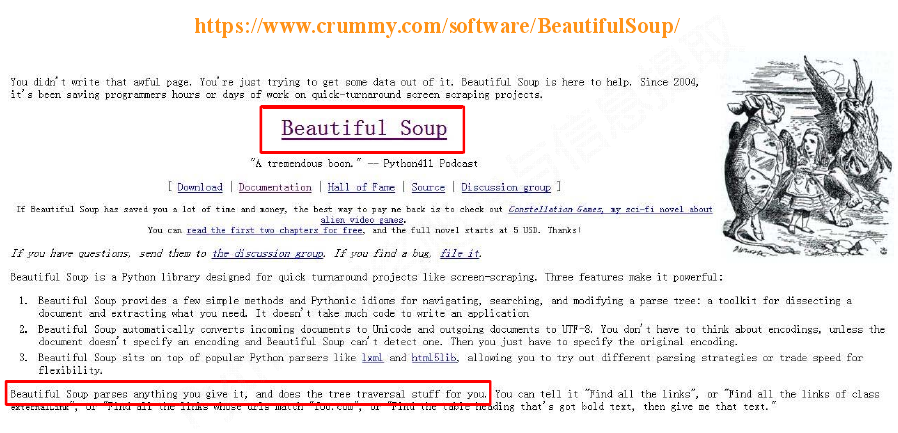 https://www.crummy.com/software/BeautifulSoup/
You didn't write that awful page. You're just trying to get some data out of it. Beautiful Soup is here to help. Since 2004,
it's been saving programmers hours or days of work on quick-turnaround screen scraping projects.
Beautiful Soup
"A tremendous boon." -- Python411 Podcast
[ Download | Documentation | Hall of Fame | Source | Discussion group ]
If Beautiful Soup has saved you a lot of time and money, the best way to pay me back is to check out Constellation Games, my sci-fi novel about
alien video games.
You can read the first two chapters for free, and the full novel starts at 5 USD. Thanks!
If you have questions, send them to the discussion group. If you find a bug, file it.
Beautiful Soup is a Python library designed for quick turnaround projects like screen-scraping. Three features make it powerful:
1. Beautiful Soup provides a few simple methods and Pythonic idioms for navigating, searching, and modifying a parse tree: a toolkit for dissecting a
document and extracting what you need. It doesn't take much code to write an application
2. Beautiful Soup automatically converts incoming documents to Unicode and outgoing documents to UTF-8. You don't have to think about encodings, unless the
document doesn't specify an encoding and Beautiful Soup can't detect one. Then you just have to specify the original encoding.
3. Beautiful Soup sits on top of popular Python parsers like lxml and html5lib, allowing you to try out different parsing strategies or trade speed for
flexibility.
Beautiful Soup parses anything you give it, and does the tree traversal stuff for you. You can tell it "Find all the links", or "Find all the links of class
externalLink", or "Find all the links whose urls match "foo.com", or "Find the table heading that's got bold text, then give me that text."